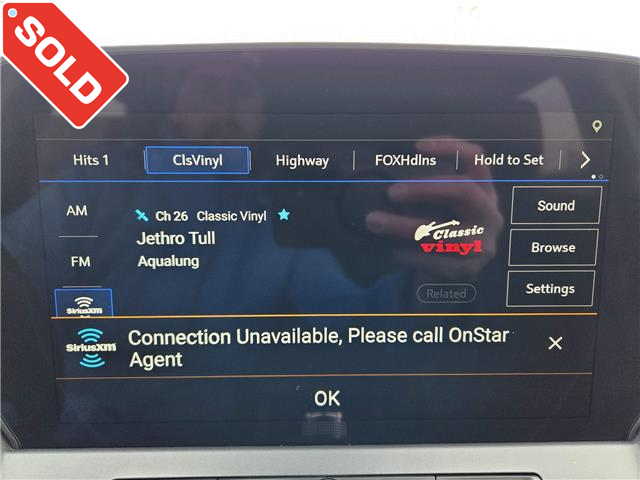 SOLD
Hits 1
ClsVinyl
Highway
FOXHdlns
Hold to Set
AM
Ch 26 Classic Vinyl
Sound
Jethro Tull
Classic
vinyl
FM
Aqualung
Browse
SiriusXM
Related
Settings
SiriusXM
Connection Unavailable, Please call OnStar
Agent
OK